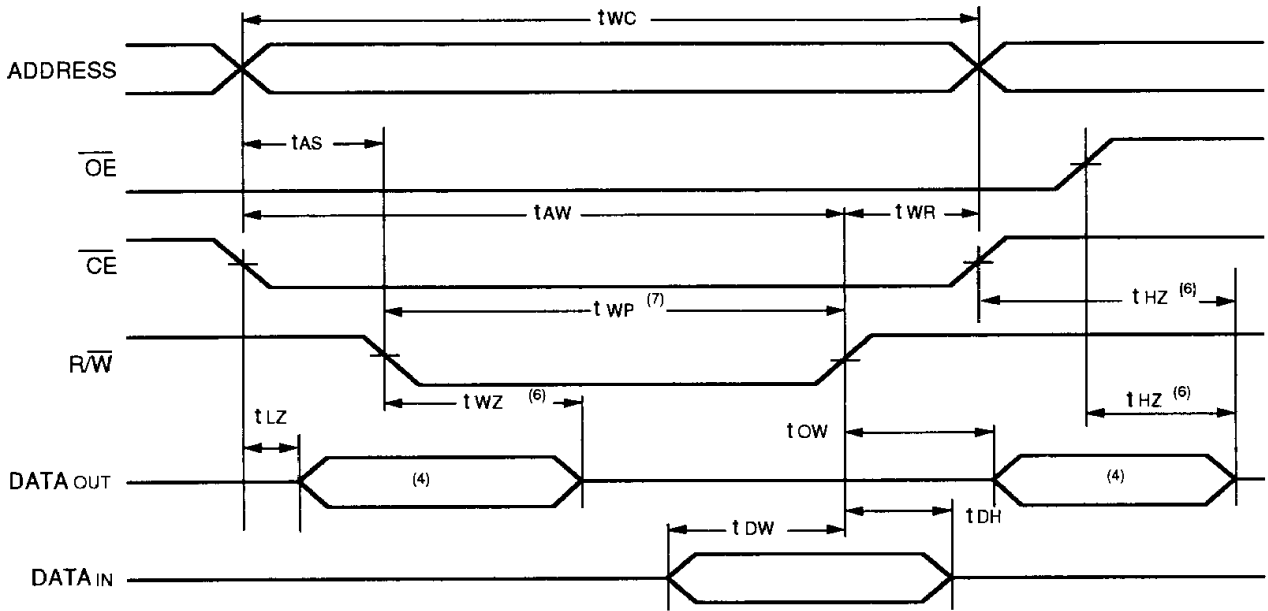 tWC
ADDRESS
tAS
OE
tAW
tWR
CE
tWP (7)
tHZ (6)
R/W
tWZ (6)
tHZ (6)
tLZ
tOW
DATA OUT
(4)
(4)
tDW
tDH
DATA IN